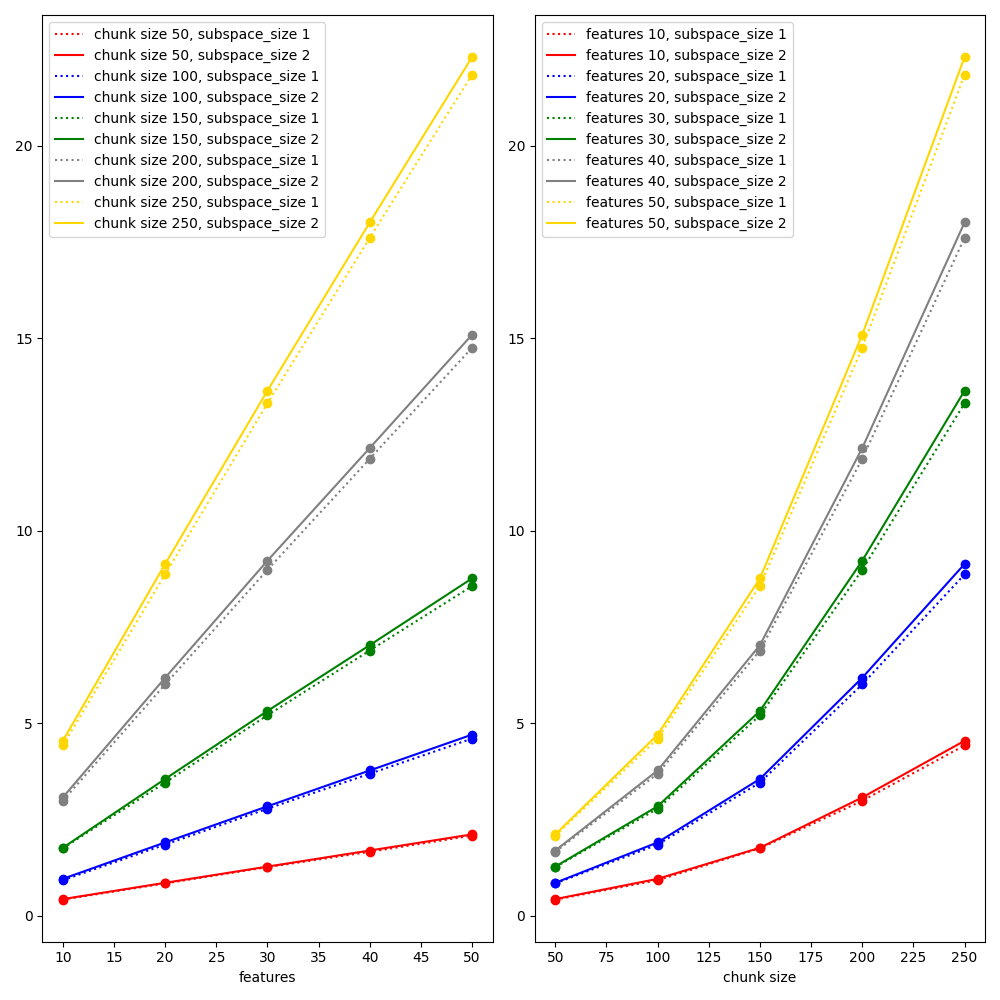 chunk size 50, subspace_size 1
chunk size 50, subspace_size 2
chunk size 100, subspace_size 1
chunk size 100, subspace_size 2
chunk size 150, subspace_size 1
chunk size 150, subspace_size 2
chunk size 200, subspace_size 1
chunk size 200, subspace_size 2
chunk size 250, subspace_size 1
chunk size 250, subspace_size 2
20
15
10
5
0
10 15 20 25 30 35 40 45 50
features
features 10, subspace_size 1
features 10, subspace_size 2
features 20, subspace_size 1
features 20, subspace_size 2
features 30, subspace_size 1
features 30, subspace_size 2
features 40, subspace_size 1
features 40, subspace_size 2
features 50, subspace_size 1
features 50, subspace_size 2
20
15
10
5
0
50 75 100 125 150 175 200 225 250
chunk size